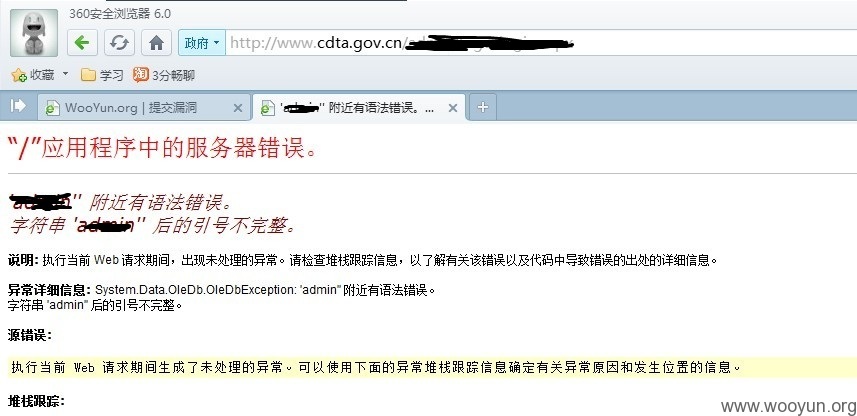 360安全浏览器 6.0
政府 http://www.cdta.gov.cn/
收藏 学习 淘 3分畅聊
WooYun.org | 提交漏洞 '" 附近有语法错误。...
“/”应用程序中的服务器错误。
'" 附近有语法错误。
字符串 'admin'' 后的引号不完整。
说明: 执行当前 Web 请求期间,出现未处理的异常。请检查堆栈跟踪信息,以了解有关该错误以及代码中导致错误的出处的详细信息。
异常详细信息: System.Data.OleDb.OleDbException: 'admin'' 附近有语法错误。
字符串 'admin'' 后的引号不完整。
源错误:
执行当前 Web 请求期间生成了未处理的异常。可以使用下面的异常堆栈跟踪信息确定有关异常原因和发生位置的信息。
堆栈跟踪:
www.wooyun.org